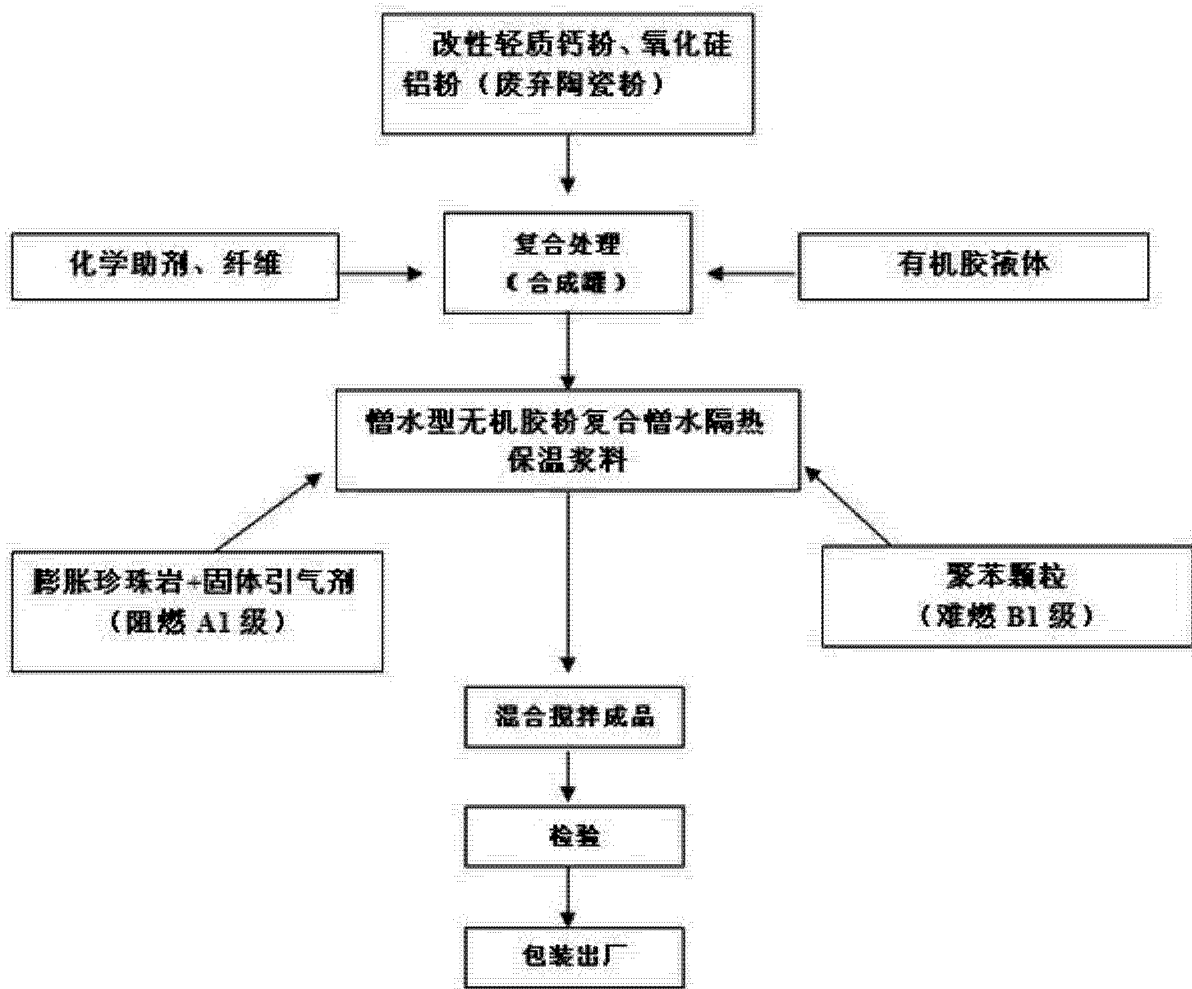 改性轻质钙粉、氧化硅
铝粉（废弃陶瓷粉）
化学助剂、纤维
复合处理
（合成罐）
有机胶液体
憎水型无机胶粉复合憎水隔热
保温浆料
膨胀珍珠岩+固体引气剂
（阻燃 A1 级）
聚苯颗粒
（难燃 B1 级）
混合搅拌成品
检验
包装出厂